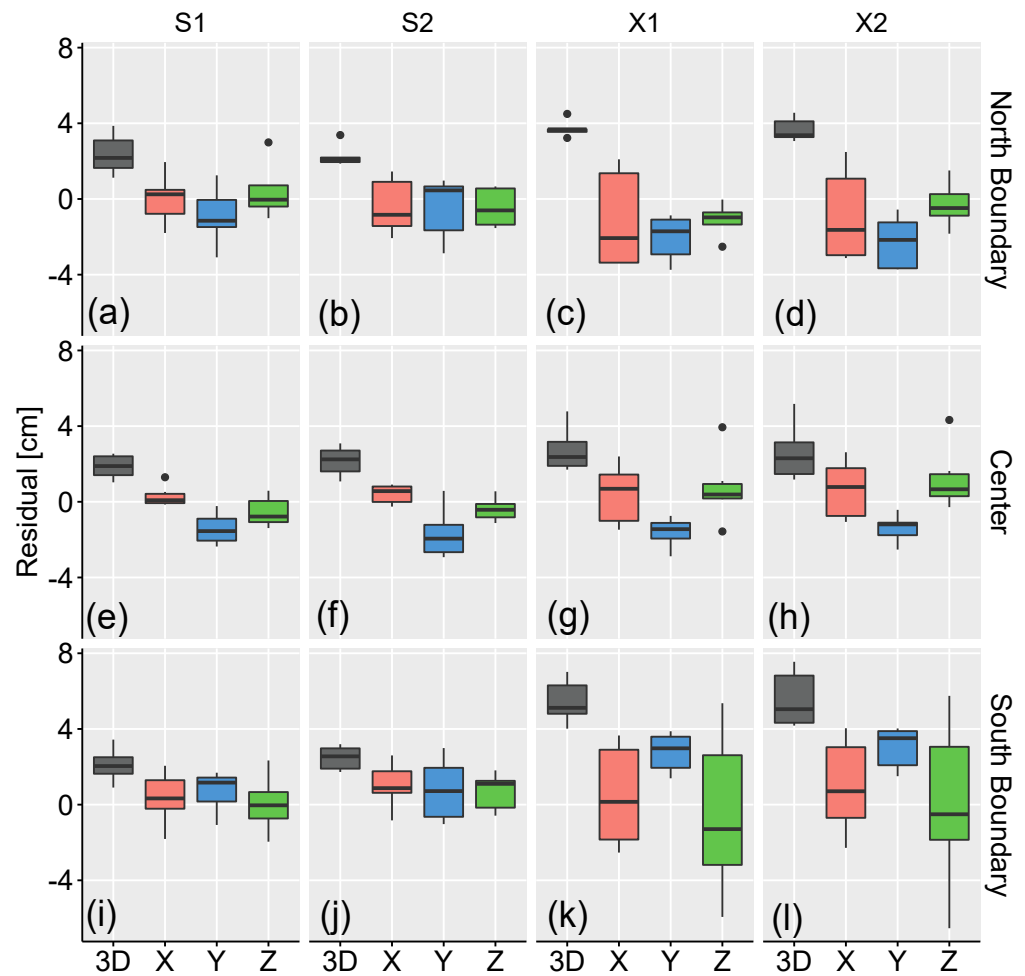 S1 S2 X1 X2
8
4
0
-4
(a) (b) (c) (d)
North Boundary
8
4
0
-4
(e) (f) (g) (h)
Center
Residual [cm]
8
4
0
-4
(i) (j) (k) (l)
South Boundary
3D X Y Z 3D X Y Z 3D X Y Z 3D X Y Z